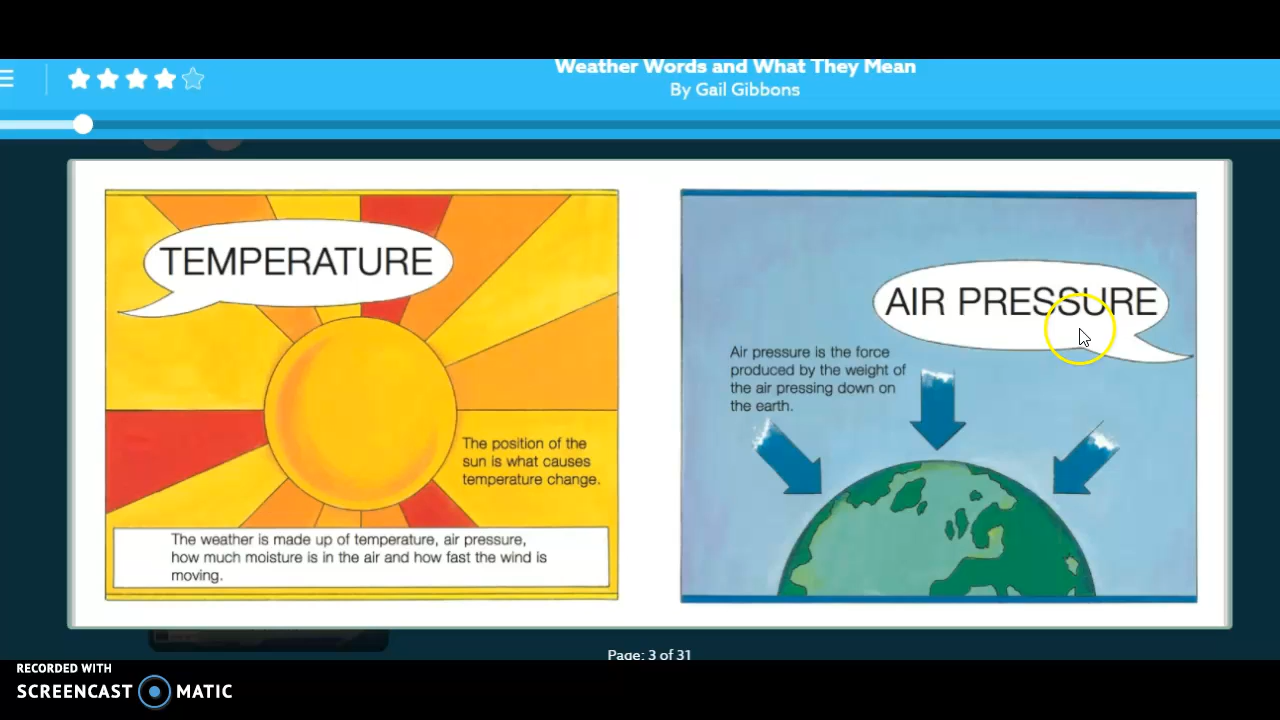 Weather Words and What They Mean
By Gail Gibbons
TEMPERATURE
The position of the
sun is what causes
temperature change.
The weather is made up of temperature, air pressure,
how much moisture is in the air and how fast the wind is
moving.
AIR PRESSURE
Air pressure is the force
produced by the weight of
the air pressing down on
the earth.
Page: 3 of 31
RECORDED WITH
SCREENCAST MATIC